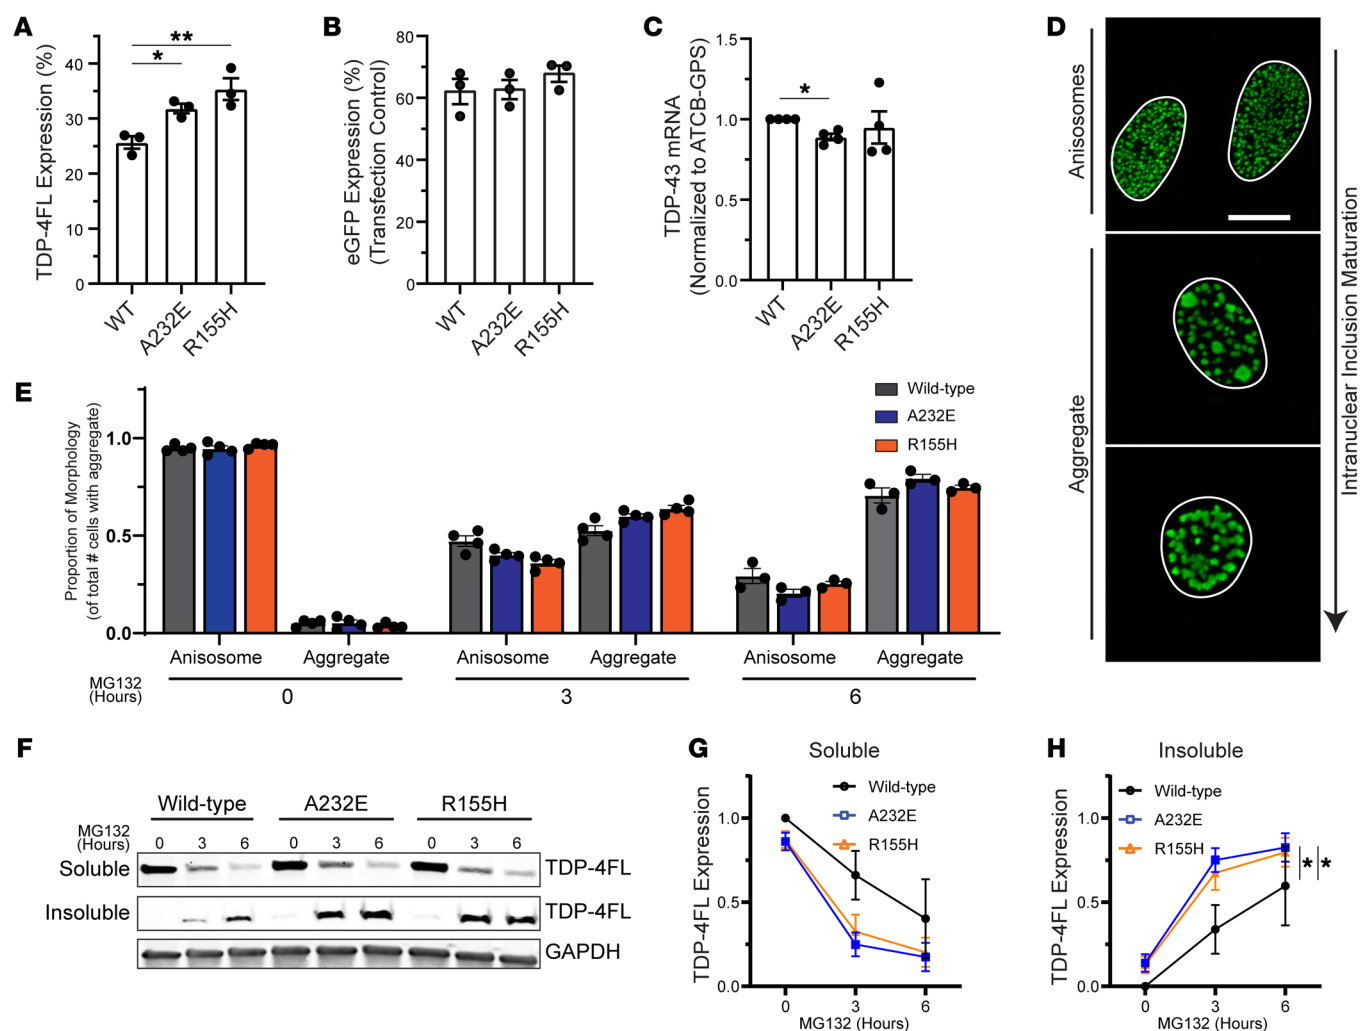 A
TDP-4FL Expression (%)
40
30
20
10
0
**
*
WT
A232E
R155H
B
eGFP Expression (%)
(Transfection Control)
80
60
40
20
0
WT
A232E
R155H
C
TDP-43 mRNA
(Normalized to ATCB-GPS)
1.5
1.0
0.5
0.0
*
WT
A232E
R155H
D
Anisosomes
Aggregate
Intranuclear Inclusion Maturation
E
Proportion of Morphology
(of total # cells with aggregate)
1.0
0.5
0.0
Wild-type
A232E
R155H
Anisosome
Aggregate
Anisosome
Aggregate
Anisosome
Aggregate
MG132
(Hours)
0
3
6
F
Wild-type
A232E
R155H
MG132
(Hours)
0 3 6 0 3 6 0 3 6
Soluble
TDP-4FL
Insoluble
TDP-4FL
GAPDH
G
Soluble
TDP-4FL Expression
1.0
0.5
0.0
Wild-type
A232E
R155H
0 3 6
MG132 (Hours)
H
Insoluble
TDP-4FL Expression
1.0
0.5
0.0
Wild-type
A232E
R155H
* *
0 3 6
MG132 (Hours)